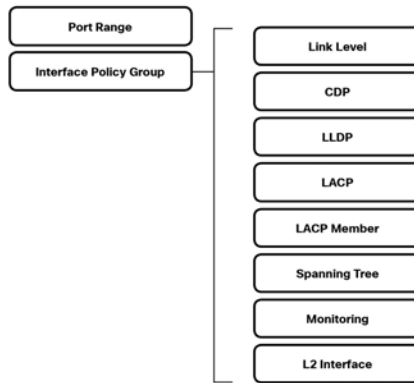 Port Range
Interface Policy Group
Link Level
CDP
LLDP
LACP
LACP Member
Spanning Tree
Monitoring
L2 Interface